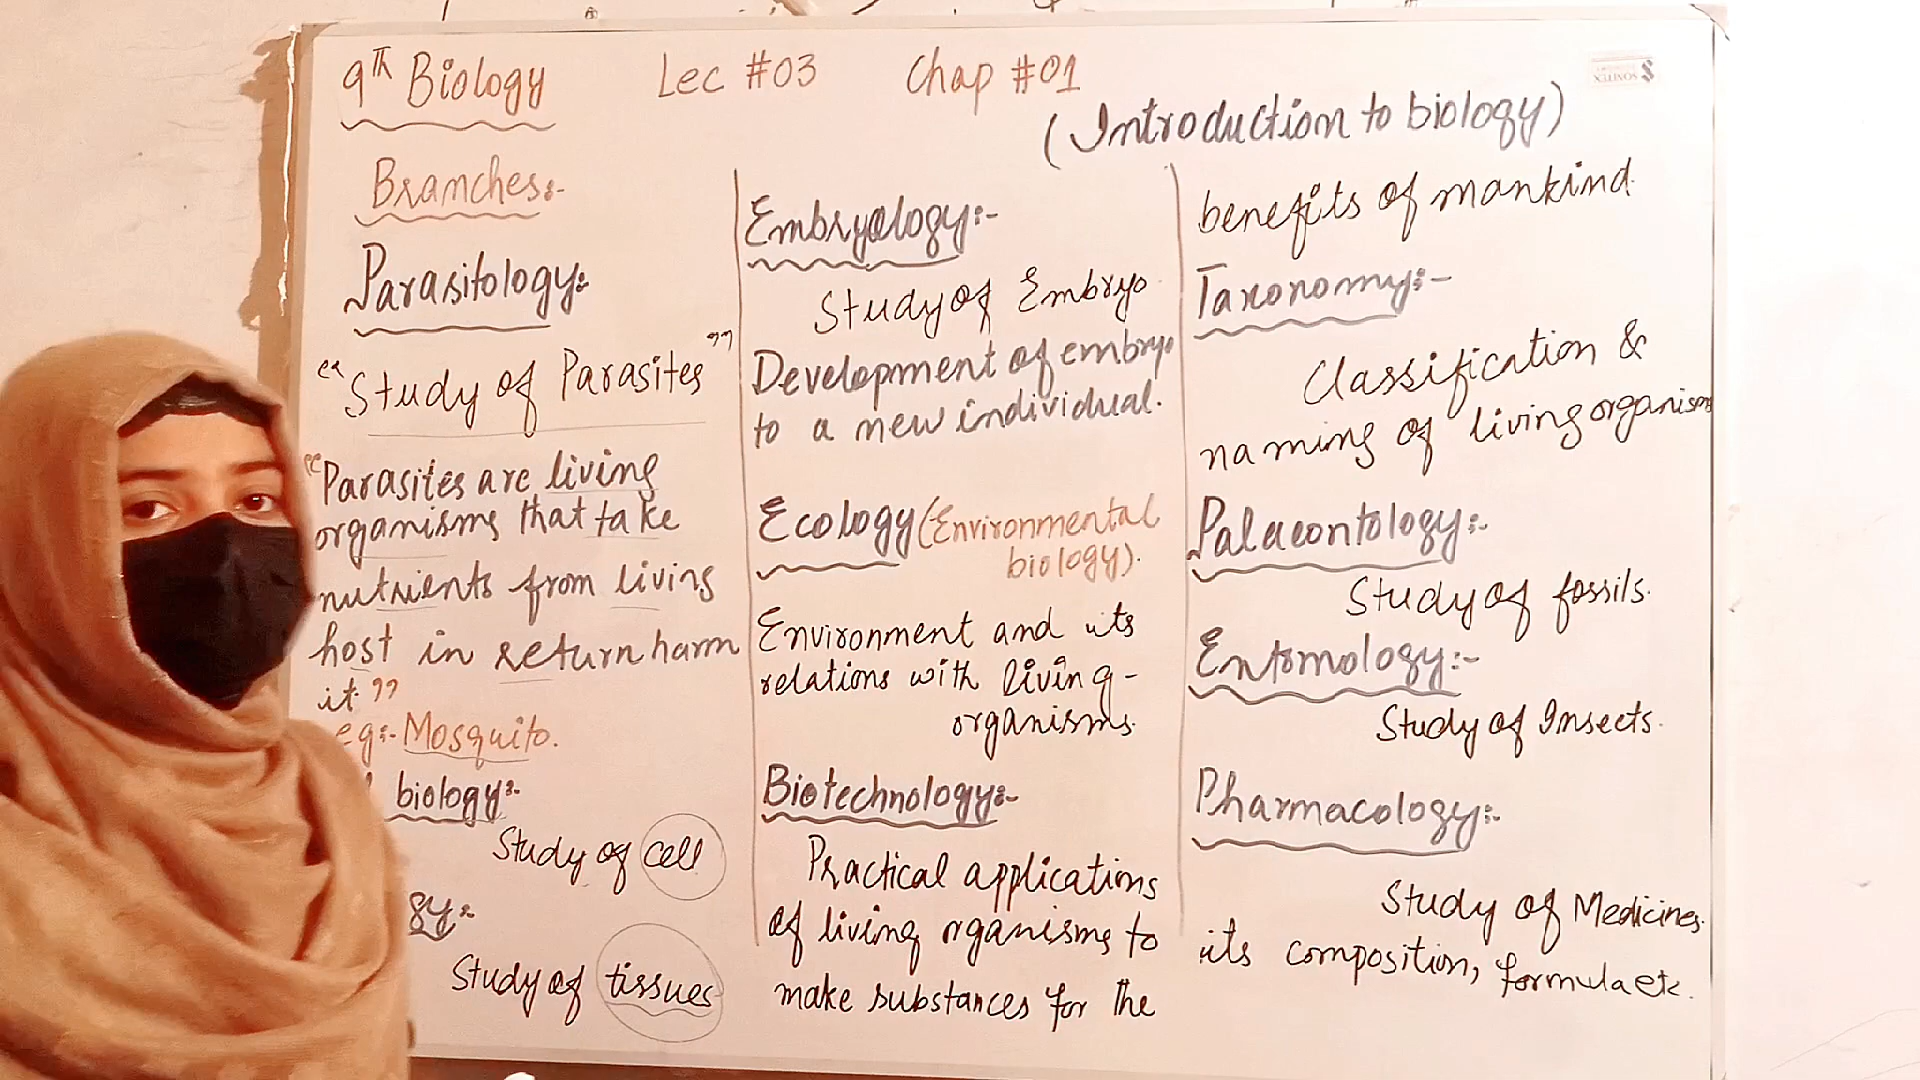 9TH Biology Lec #03 Chap #01
(Introduction to biology)
Branches:-
Parasitology:
"Study of Parasites"
"Parasites are living
organisms that take
nutrients from living
host in return harm
it"
eg:- Mosquito.
biology:-
Study of cell
gy:
Study of tissues
Embryology:-
Study of Embryo
Development of embryo
to a new individual.
Ecology (Environmental
biology).
Environment and its
relations with living-
organisms.
Biotechnology:-
Practical applications
of living organisms to
make substances for the
benefits of mankind.
Taxonomy:-
Classification &
naming of living organism
Palaeontology:-
Study of fossils.
Entomology:-
Study of Insects.
Pharmacology:-
Study of Medicines.
its composition, formula etc.